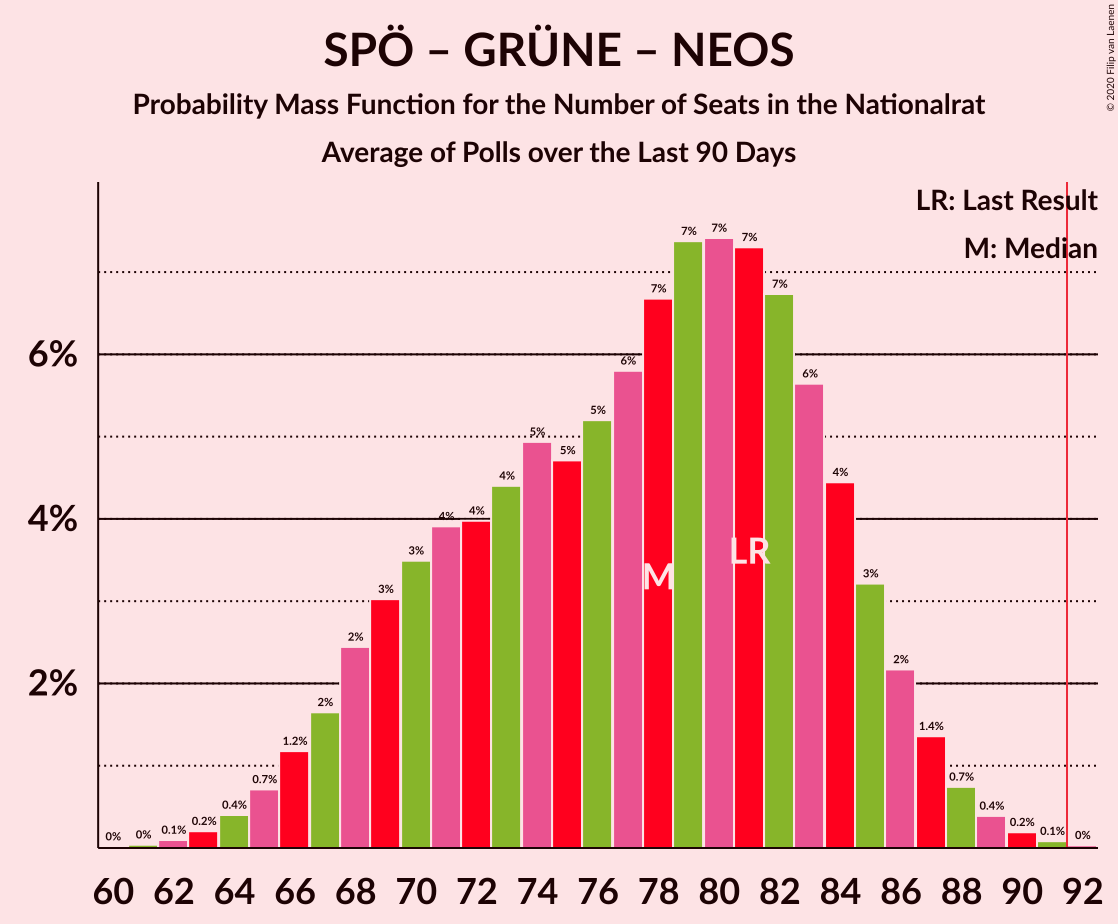 SPÖ – GRÜNE – NEOS
Probability Mass Function for the Number of Seats in the Nationalrat
Average of Polls over the Last 90 Days
© 2020 Filip van Laenen
LR: Last Result
M: Median
6%
4%
2%
0% 0% 0.1% 0.2% 0.4% 0.7% 1.2% 2% 2% 3% 3% 4% 4% 4% 5% 5% 5% 6% 7% 7% 7% 7% 7% 6% 4% 3% 2% 1.4% 0.7% 0.4% 0.2% 0.1% 0%
M LR
60 62 64 66 68 70 72 74 76 78 80 82 84 86 88 90 92